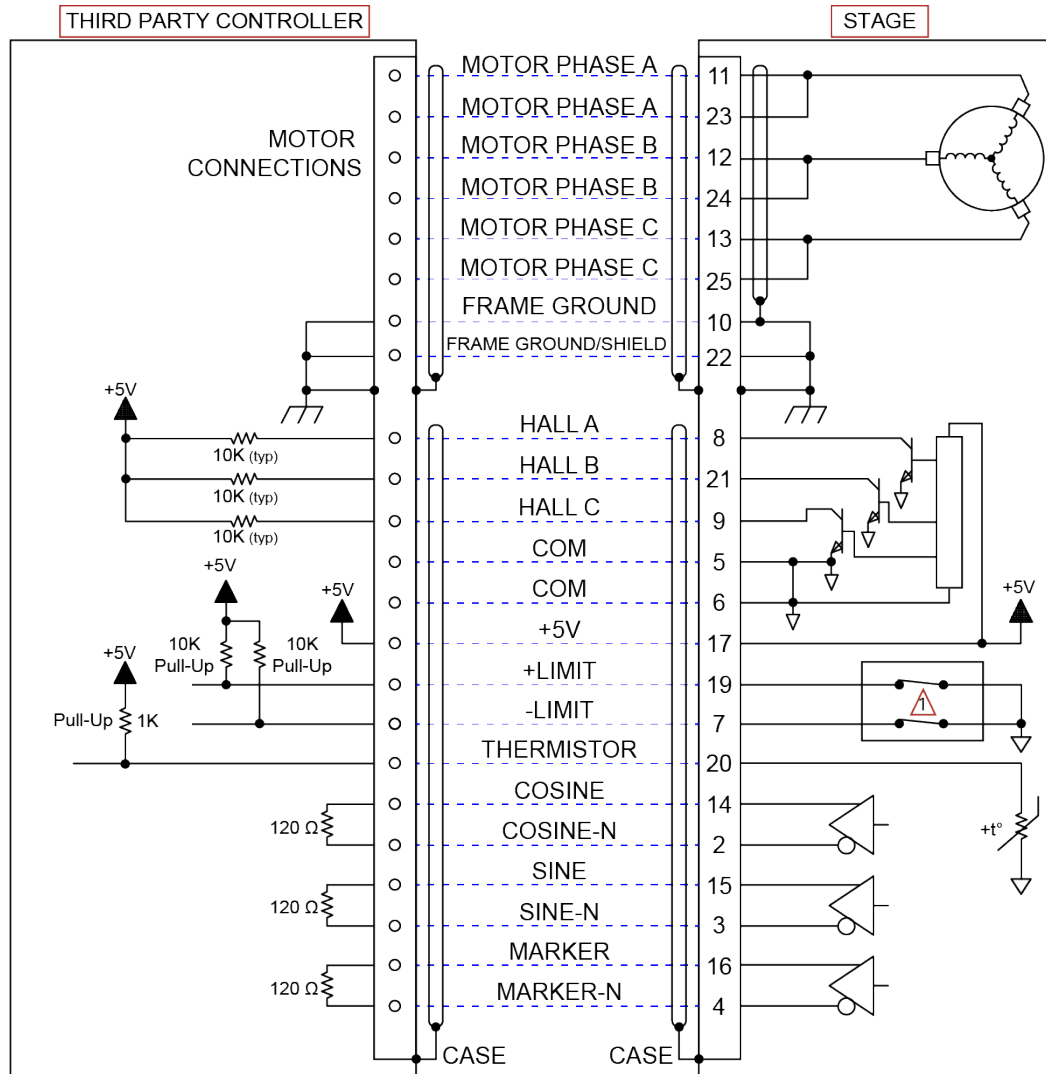 THIRD PARTY CONTROLLER
STAGE
MOTOR CONNECTIONS
MOTOR PHASE A 11
MOTOR PHASE A 23
MOTOR PHASE B 12
MOTOR PHASE B 24
MOTOR PHASE C 13
MOTOR PHASE C 25
FRAME GROUND 10
FRAME GROUND/SHIELD 22
+5V
10K (typ)
HALL A 8
10K (typ)
HALL B 21
10K (typ)
HALL C 9
COM 5
COM 6
+5V
+5V
+5V 17
+5V
10K Pull-Up
10K Pull-Up
+LIMIT 19
-LIMIT 7
1
+5V
Pull-Up 1K
THERMISTOR 20
+t°
120 Ω
COSINE 14
COSINE-N 2
120 Ω
SINE 15
SINE-N 3
120 Ω
MARKER 16
MARKER-N 4
CASE
CASE